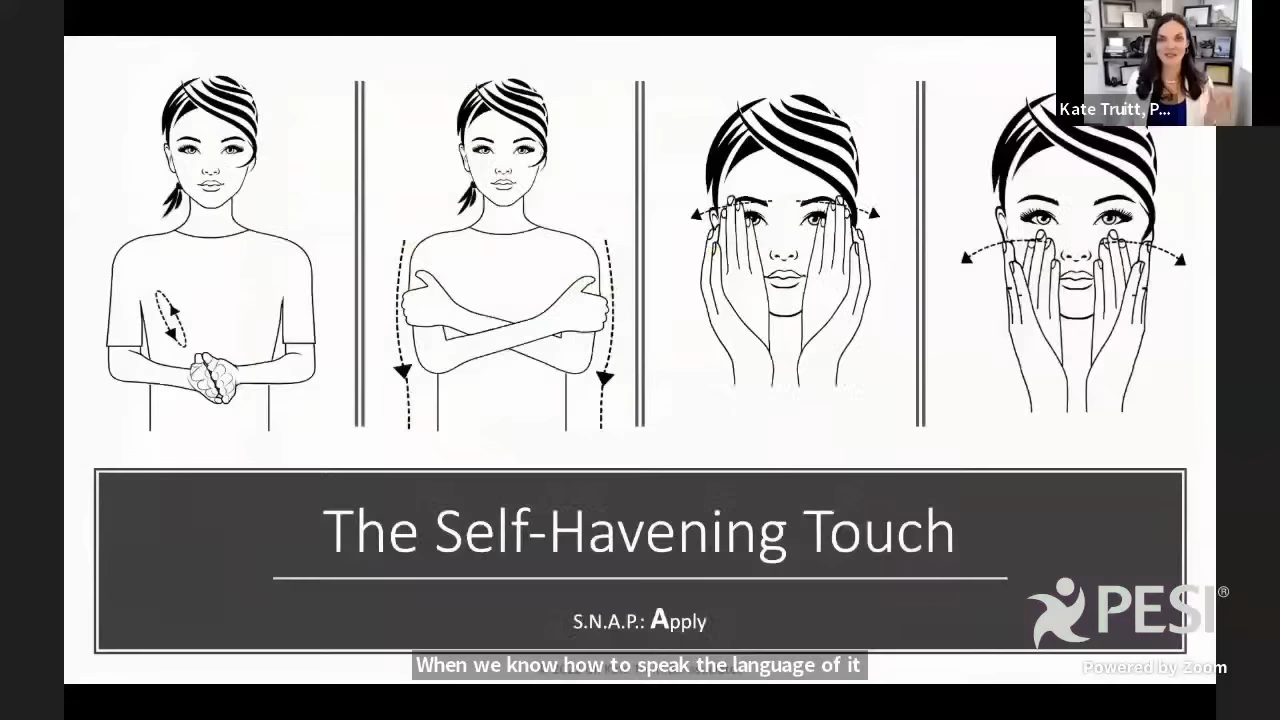 Kate Truitt, P...
The Self-Havening Touch
S.N.A.P.: Apply
PESI®
When we know how to speak the language of it
Powered by Zoom